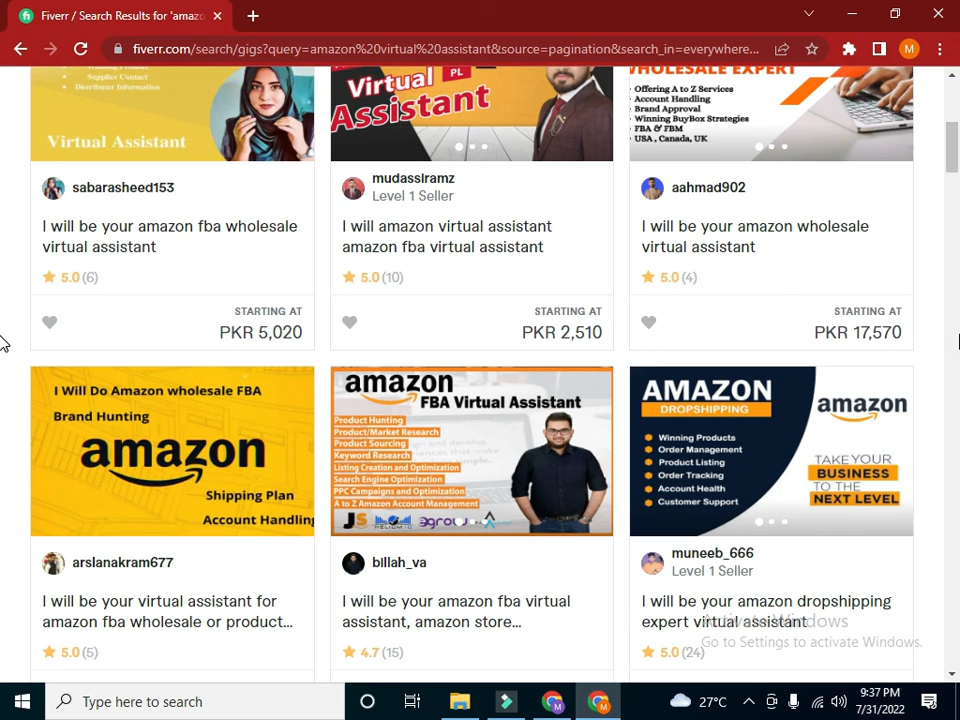 Fiverr / Search Results for 'amazo
fiverr.com/search/gigs?query=amazon%20virtual%20assistant&source=pagination&search_in=everywhere...
M
Supplier Contact
Distributer Information
Virtual Assistant
Virtual PL
Assistant
WHOLESALE EXPERT
Offering A to Z Services
Account Handling
Brand Approval
Winning BuyBox Strategies
FBA & FBM
USA , Canada, UK
sabarasheed153
I will be your amazon fba wholesale
virtual assistant
5.0 (6)
STARTING AT
PKR 5,020
mudassiramz
Level 1 Seller
I will amazon virtual assistant
amazon fba virtual assistant
5.0 (10)
STARTING AT
PKR 2,510
aahmad902
I will be your amazon wholesale
virtual assistant
5.0 (4)
STARTING AT
PKR 17,570
I Will Do Amazon wholesale FBA
Brand Hunting
amazon
Shipping Plan
Account Handling
arslanakram677
I will be your virtual assistant for
amazon fba wholesale or product...
5.0 (5)
amazon
FBA Virtual Assistant
Product Hunting
Product/Market Research
Product Sourcing
Keyword Research
Listing Creation and Optimization
Search Engine Optimization
PPC Campaigns and Optimization
A to Z Amazon Account Management
JS
billah_va
I will be your amazon fba virtual
assistant, amazon store...
4.7 (15)
AMAZON
DROPSHIPPING
Winning Products
Order Management
Product Listing
Order Tracking
Account Health
Customer Support
amazon
TAKE YOUR
BUSINESS
TO THE
NEXT LEVEL
muneeb_666
Level 1 Seller
I will be your amazon dropshipping
expert virtual assistant
5.0 (24)
Activate Windows
Go to Settings to activate Windows.
Type here to search
27°C
9:37 PM
7/31/2022